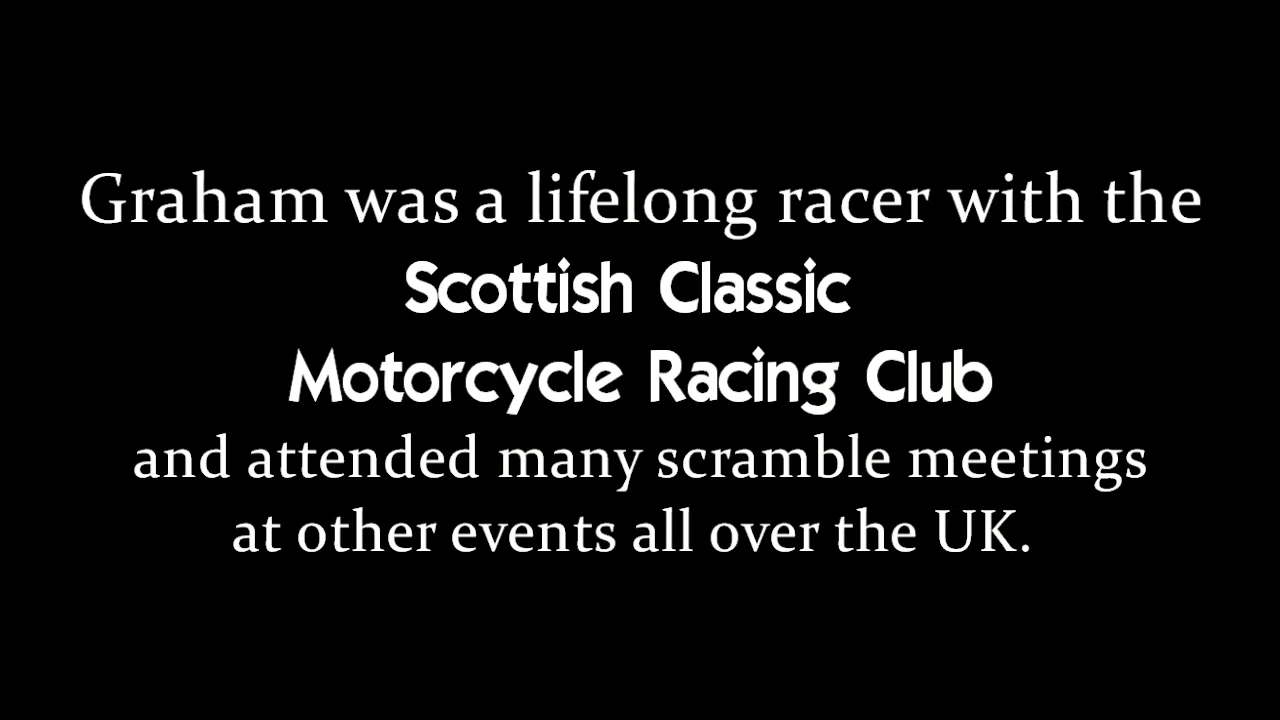 Graham was a lifelong racer with the
Scottish Classic
Motorcycle Racing Club
and attended many scramble meetings
at other events all over the UK.